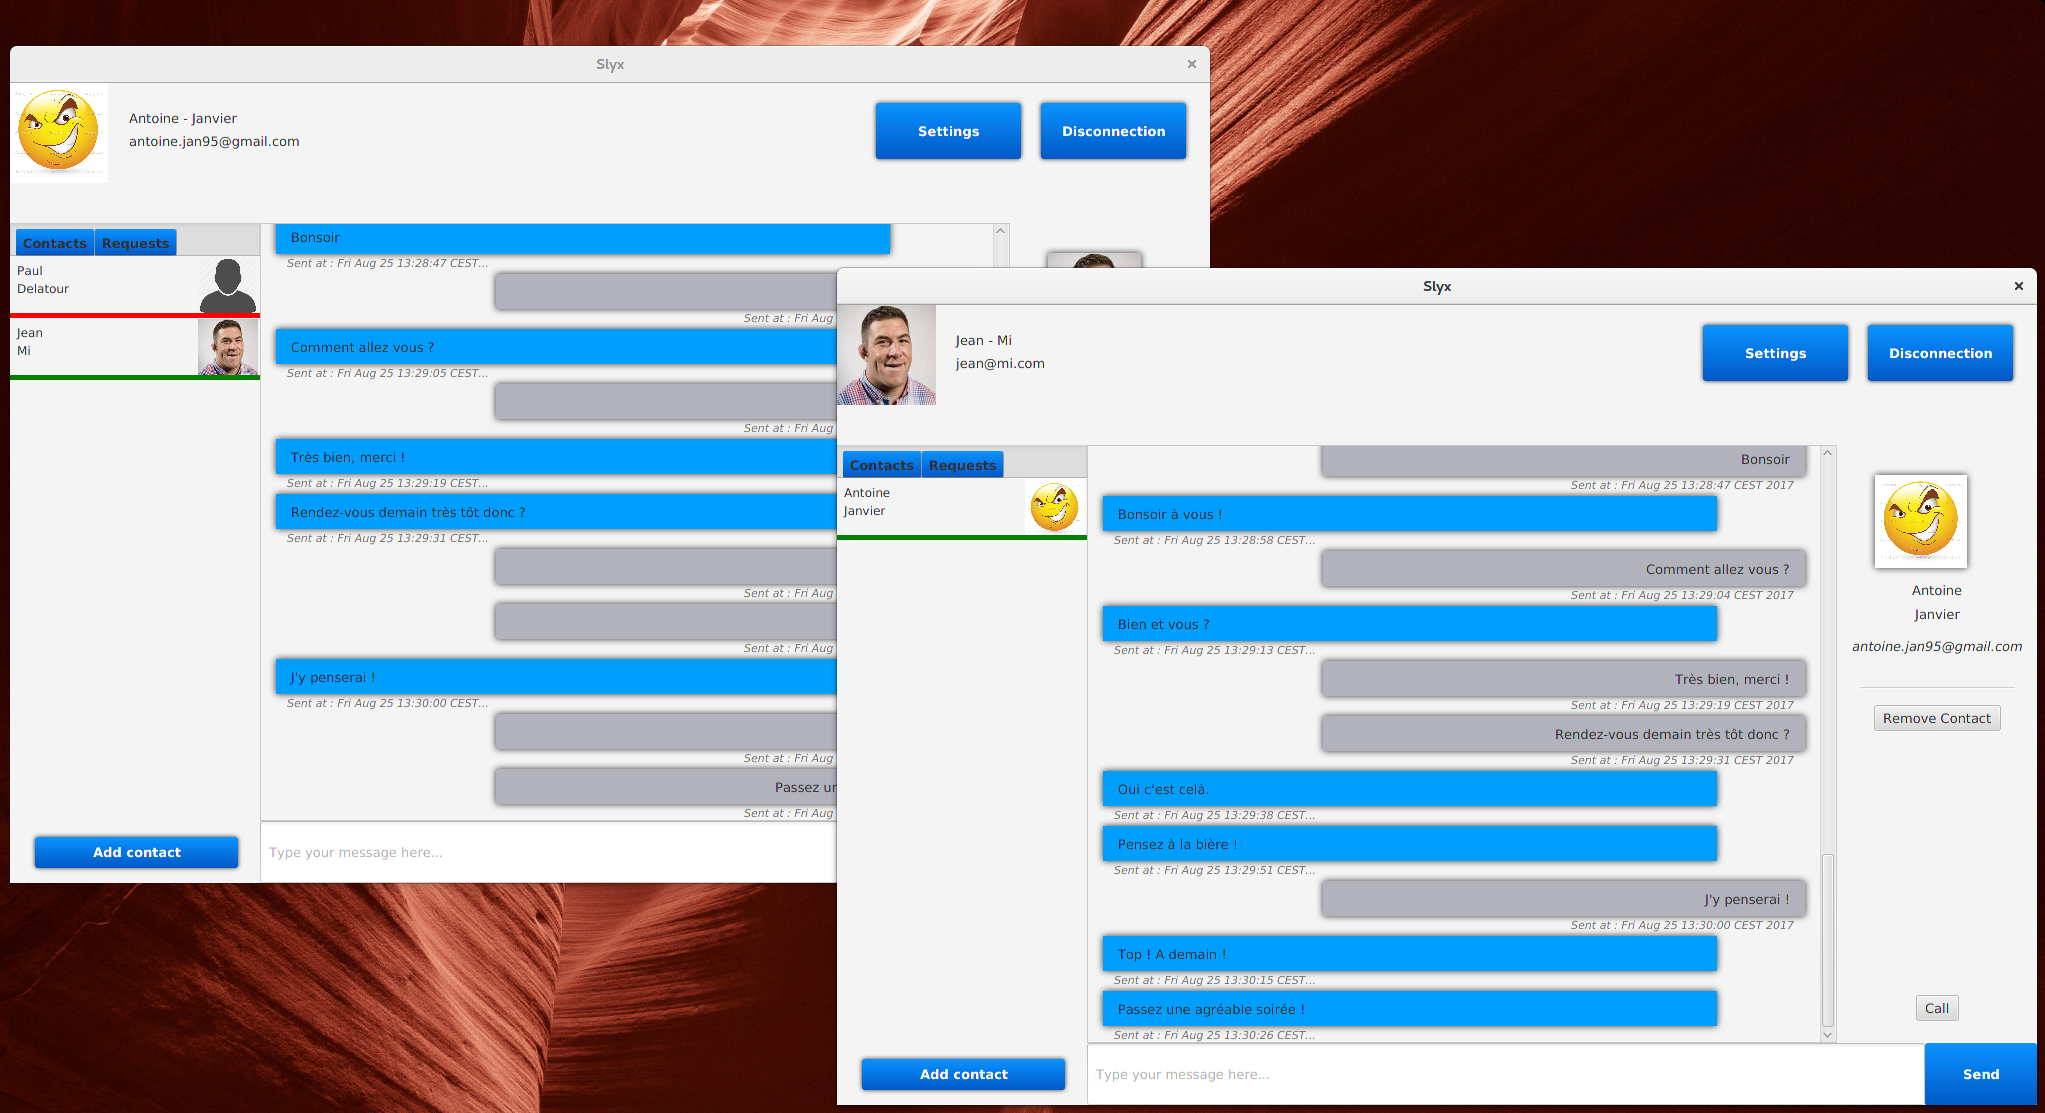 Slyx
Antoine - Janvier
antoine.jan95@gmail.com
Settings
Disconnection
Contacts
Requests
Paul
Delatour
Jean
Mi
Add contact
Bonsoir
Sent at : Fri Aug 25 13:28:47 CEST...
Sent at : Fri Aug
Comment allez vous ?
Sent at : Fri Aug 25 13:29:05 CEST...
Sent at : Fri Aug
Très bien, merci !
Sent at : Fri Aug 25 13:29:19 CEST...
Rendez-vous demain très tôt donc ?
Sent at : Fri Aug 25 13:29:31 CEST...
Sent at : Fri Aug
Sent at : Fri Aug
J'y penserai !
Sent at : Fri Aug 25 13:30:00 CEST...
Sent at : Fri Aug
Passez ur
Sent at : Fri Aug
Type your message here...
Slyx
Jean - Mi
jean@mi.com
Settings
Disconnection
Contacts
Requests
Antoine
Janvier
Add contact
Bonsoir
Sent at : Fri Aug 25 13:28:47 CEST 2017
Bonsoir à vous !
Sent at : Fri Aug 25 13:28:58 CEST...
Comment allez vous ?
Sent at : Fri Aug 25 13:29:04 CEST 2017
Bien et vous ?
Sent at : Fri Aug 25 13:29:13 CEST...
Très bien, merci !
Sent at : Fri Aug 25 13:29:19 CEST 2017
Rendez-vous demain très tôt donc ?
Sent at : Fri Aug 25 13:29:31 CEST 2017
Oui c'est celà.
Sent at : Fri Aug 25 13:29:38 CEST...
Pensez à la bière !
Sent at : Fri Aug 25 13:29:51 CEST...
J'y penserai !
Sent at : Fri Aug 25 13:30:00 CEST 2017
Top ! A demain !
Sent at : Fri Aug 25 13:30:15 CEST...
Passez une agréable soirée !
Sent at : Fri Aug 25 13:30:26 CEST...
Type your message here...
Send
Antoine
Janvier
antoine.jan95@gmail.com
Remove Contact
Call